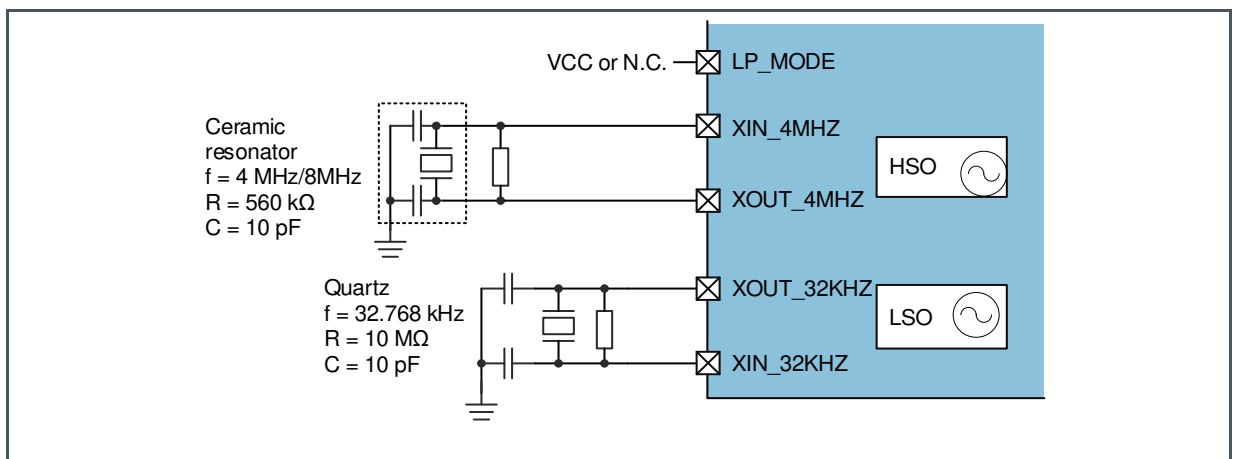 VCC or N.C.
LP_MODE
Ceramic
resonator
f = 4 MHz/8MHz
R = 560 kΩ
C = 10 pF
XIN_4MHZ
HSO
XOUT_4MHZ
Quartz
f = 32.768 kHz
R = 10 MΩ
C = 10 pF
XOUT_32KHZ
LSO
XIN_32KHZ